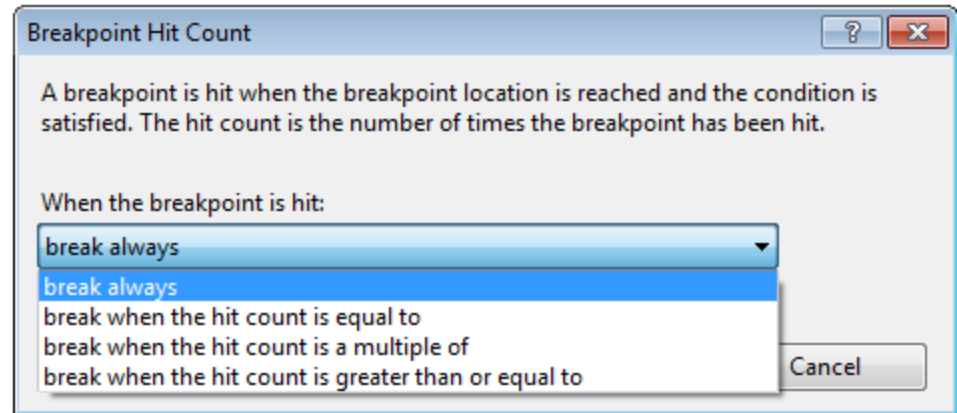 Breakpoint Hit Count
?
A breakpoint is hit when the breakpoint location is reached and the condition is
satisfied. The hit count is the number of times the breakpoint has been hit.
When the breakpoint is hit:
break always
break always
break when the hit count is equal to
break when the hit count is a multiple of
break when the hit count is greater than or equal to
Cancel